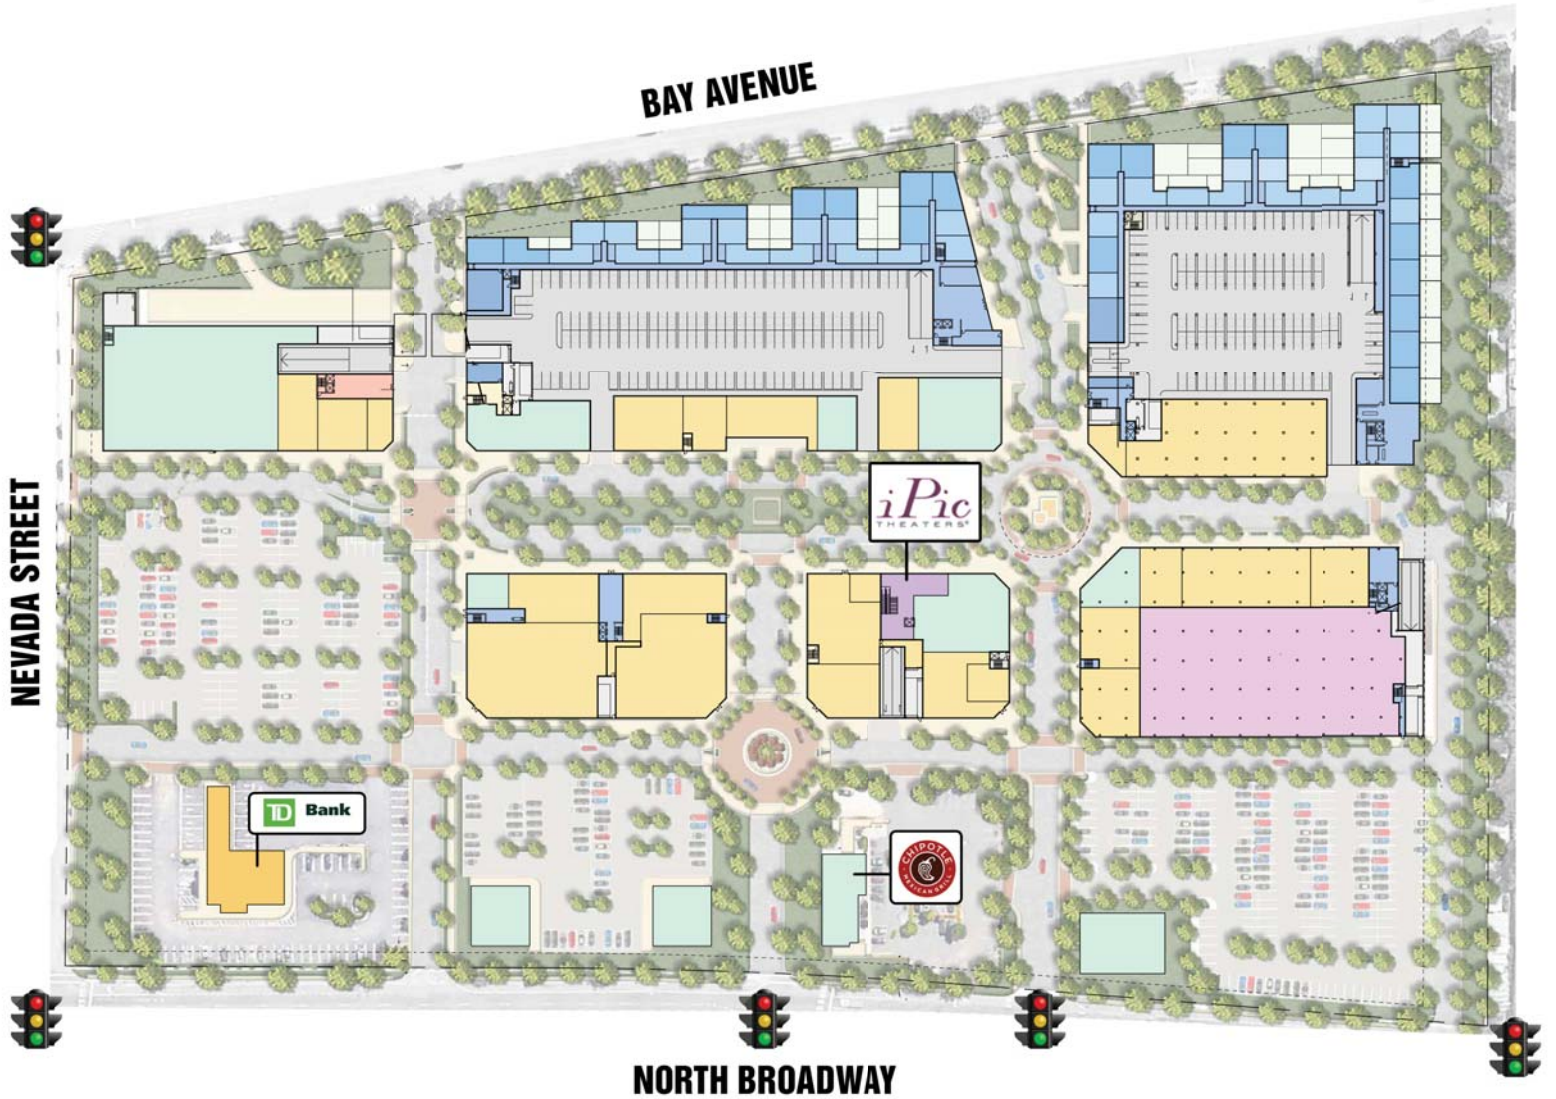 BAY AVENUE
NEVADA STREET
iPic
THEATERS
TD Bank
CHIPOTLE
MEXICAN GRILL
NORTH BROADWAY